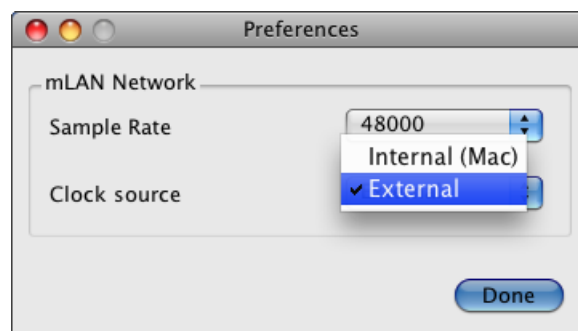 Preferences
mLAN Network
Sample Rate 48000
Internal (Mac)
Clock source ✔ External
Done